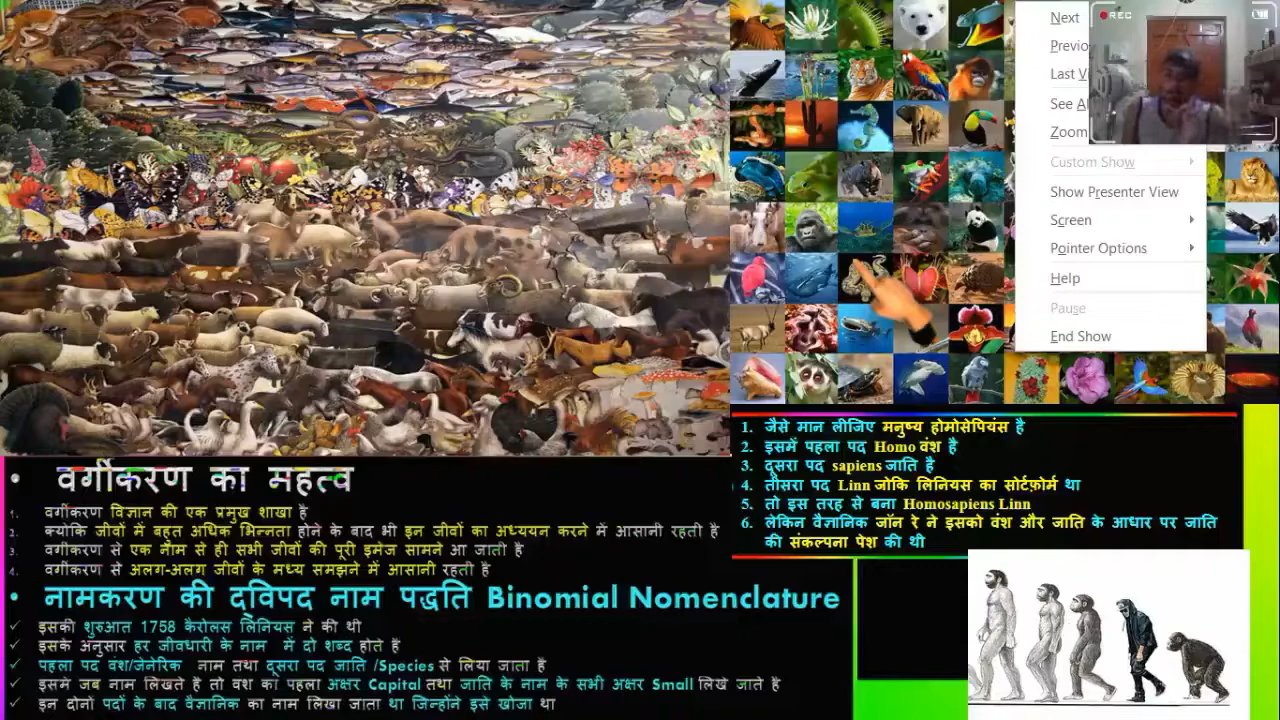 Next
Previo
Last V
See Al
Zoom
Custom Show
Show Presenter View
Screen
Pointer Options
Help
Pause
End Show
REC
1. जैसे मान लीजिए मनुष्य होमोसेपियंस है
2. इसमें पहला पद Homo वंश है
3. दूसरा पद sapiens जाति है
4. तीसरा पद Linn जोकि लिनियस का सोर्टफ़ोर्म था
5. तो इस तरह से बना Homosapiens Linn
6. लेकिन वैज्ञानिक जॉन रे ने इसको वंश और जाति के आधार पर जाति
की संकल्पना पेश की थी
• वर्गीकरण का महत्व
1. वर्गीकरण विज्ञान की एक प्रमुख शाखा है
2. क्योकि जीवों में बहुत अधिक भिन्नता होने के बाद भी इन जीवों का अध्ययन करने में आसानी रहती है
3. वर्गीकरण से एक नाम से ही सभी जीवों की पूरी इमेज सामने आ जाती है
4. वर्गीकरण से अलग-अलग जीवों के मध्य समझने में आसानी रहती है
• नामकरण की द्विपद नाम पद्धति Binomial Nomenclature
✓ इसकी शुरुआत 1758 कैरोलस लिनियस ने की थी
✓ इसके अनुसार हर जीवधारी के नाम में दो शब्द होते हैं
✓ पहला पद वंश/जेनेरिक नाम तथा दूसरा पद जाति /Species से लिया जाता है
✓ इसमें जब नाम लिखते हैं तो वंश का पहला अक्षर Capital तथा जाति के नाम के सभी अक्षर Small लिखे जाते है
✓ इन दोनों पदों के बाद वैज्ञानिक का नाम लिखा जाता था जिन्होंने इसे खोजा था